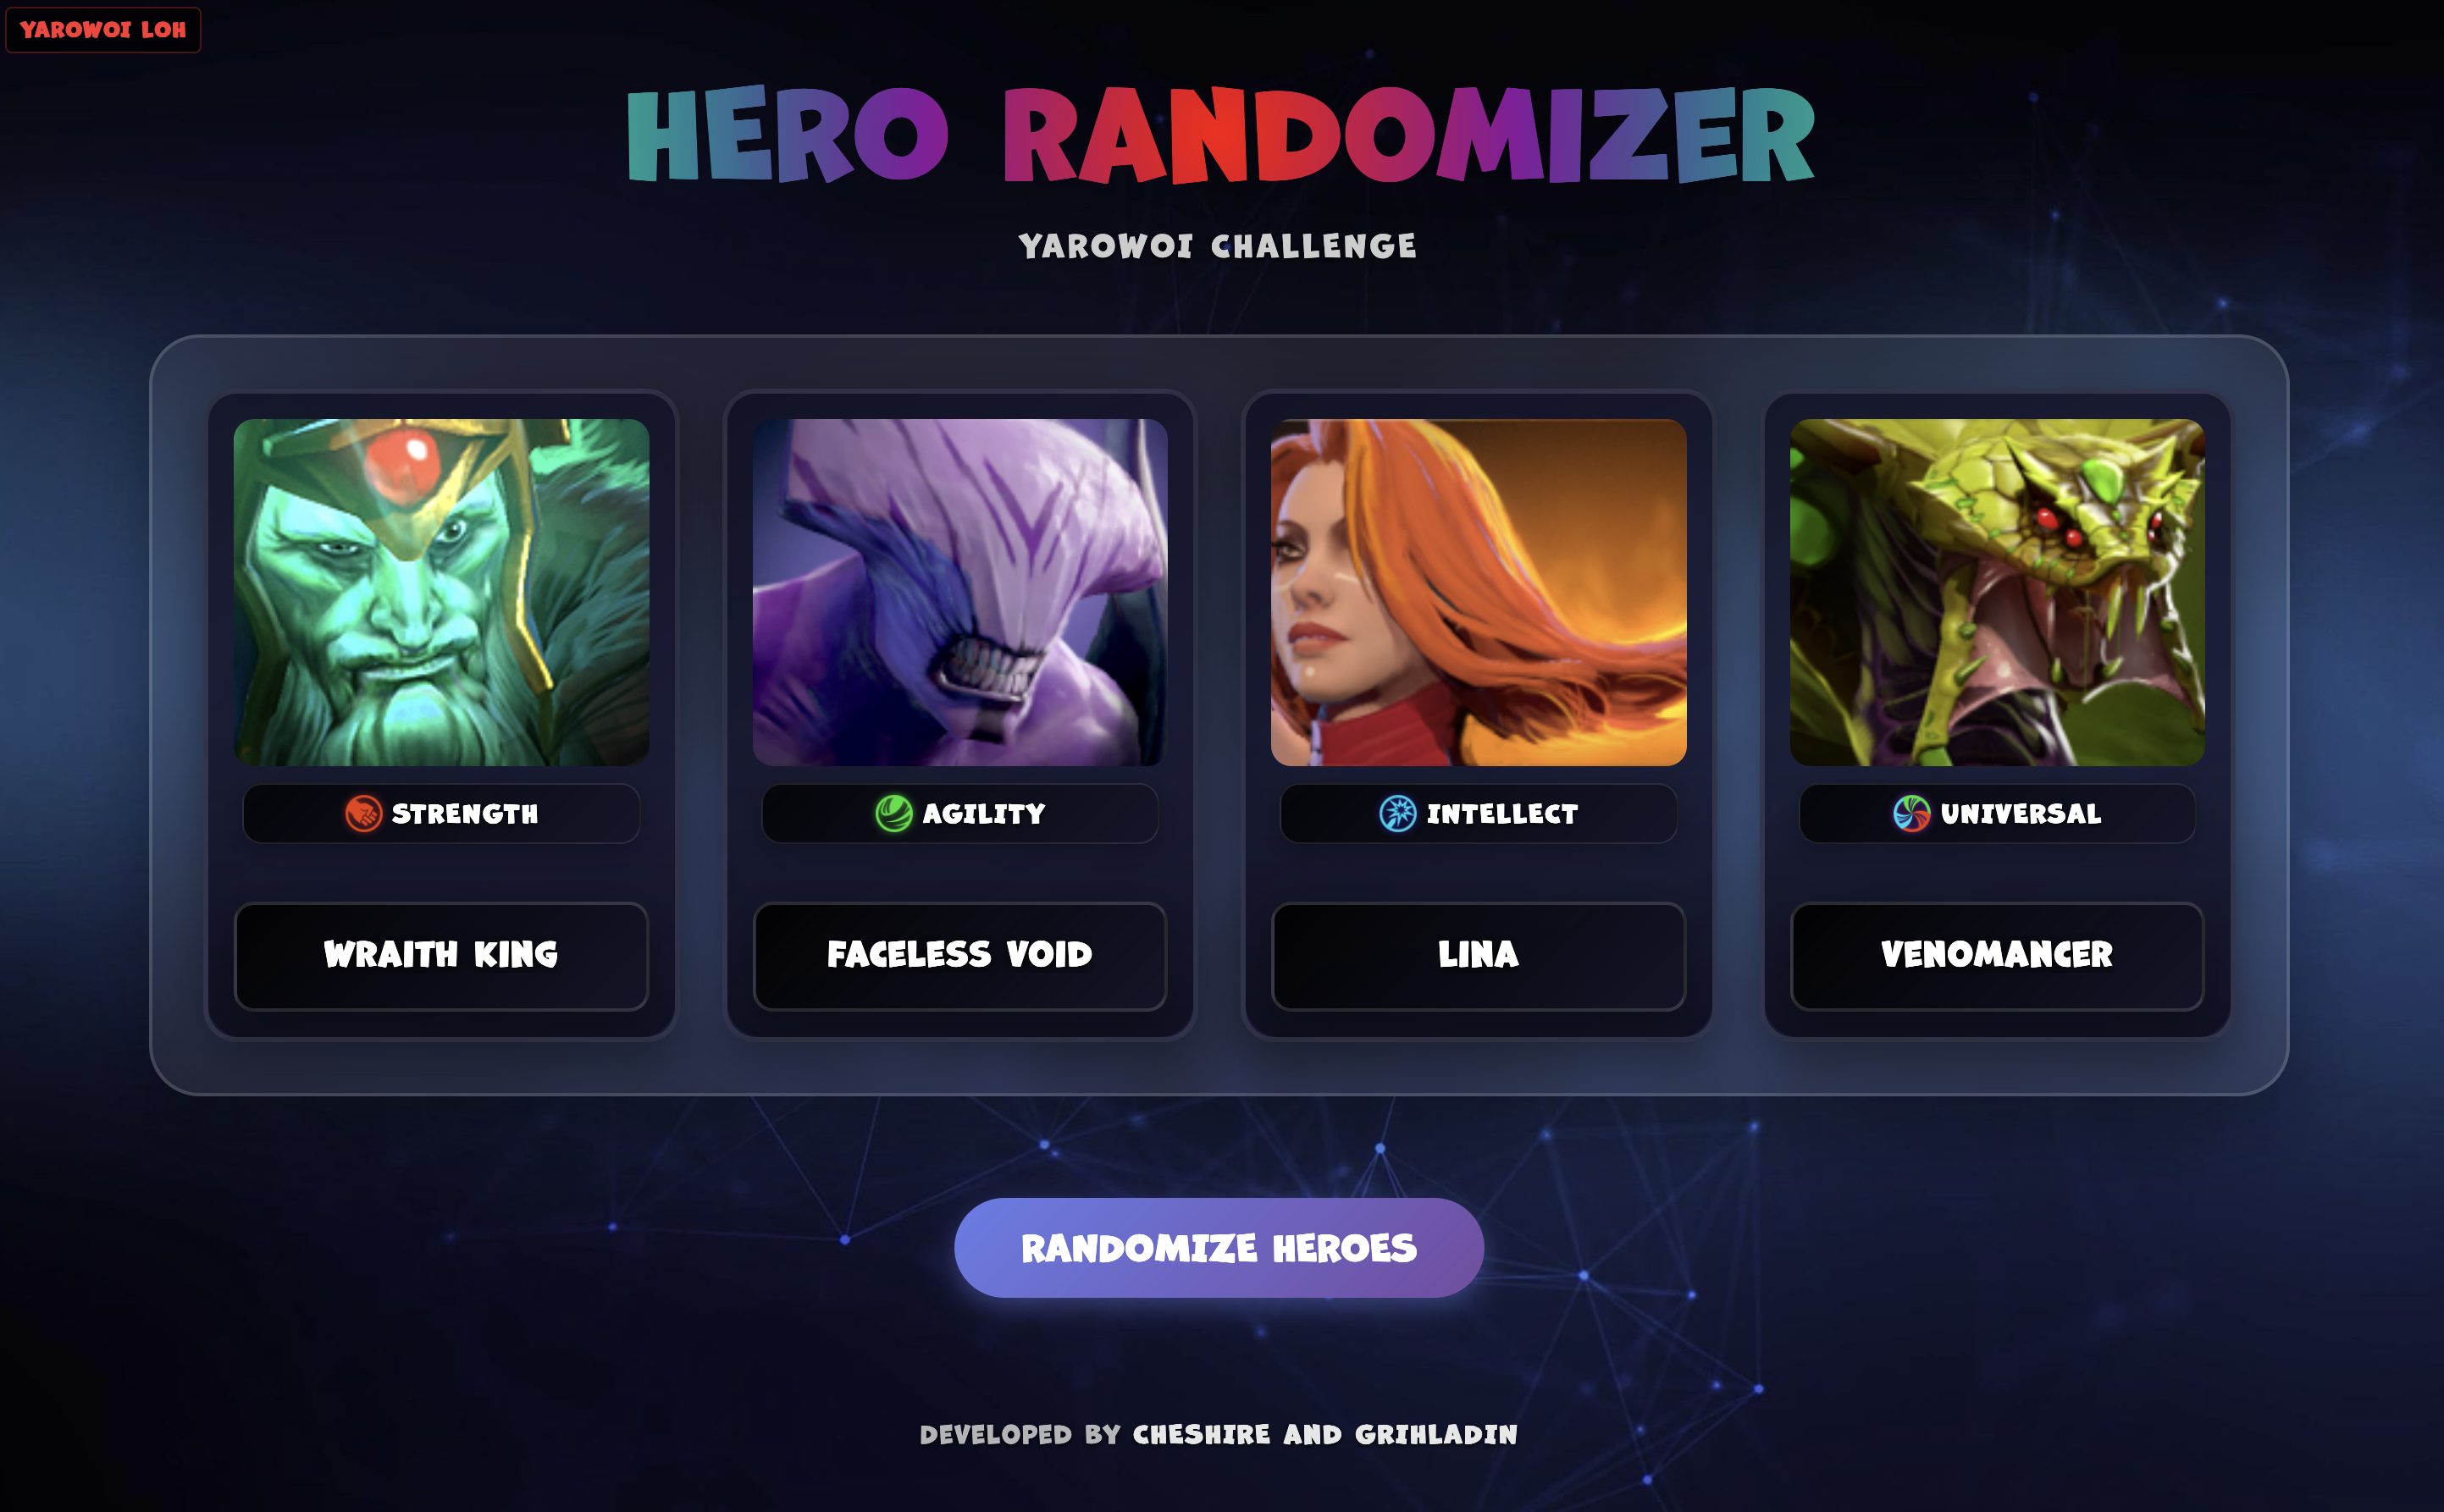 YAROWOI LOH
HERO RANDOMIZER
YAROWOI CHALLENGE
STRENGTH
WRAITH KING
AGILITY
FACELESS VOID
INTELLECT
LINA
UNIVERSAL
VENOMANCER
RANDOMIZE HEROES
DEVELOPED BY CHESHIRE AND GRIHLADIN